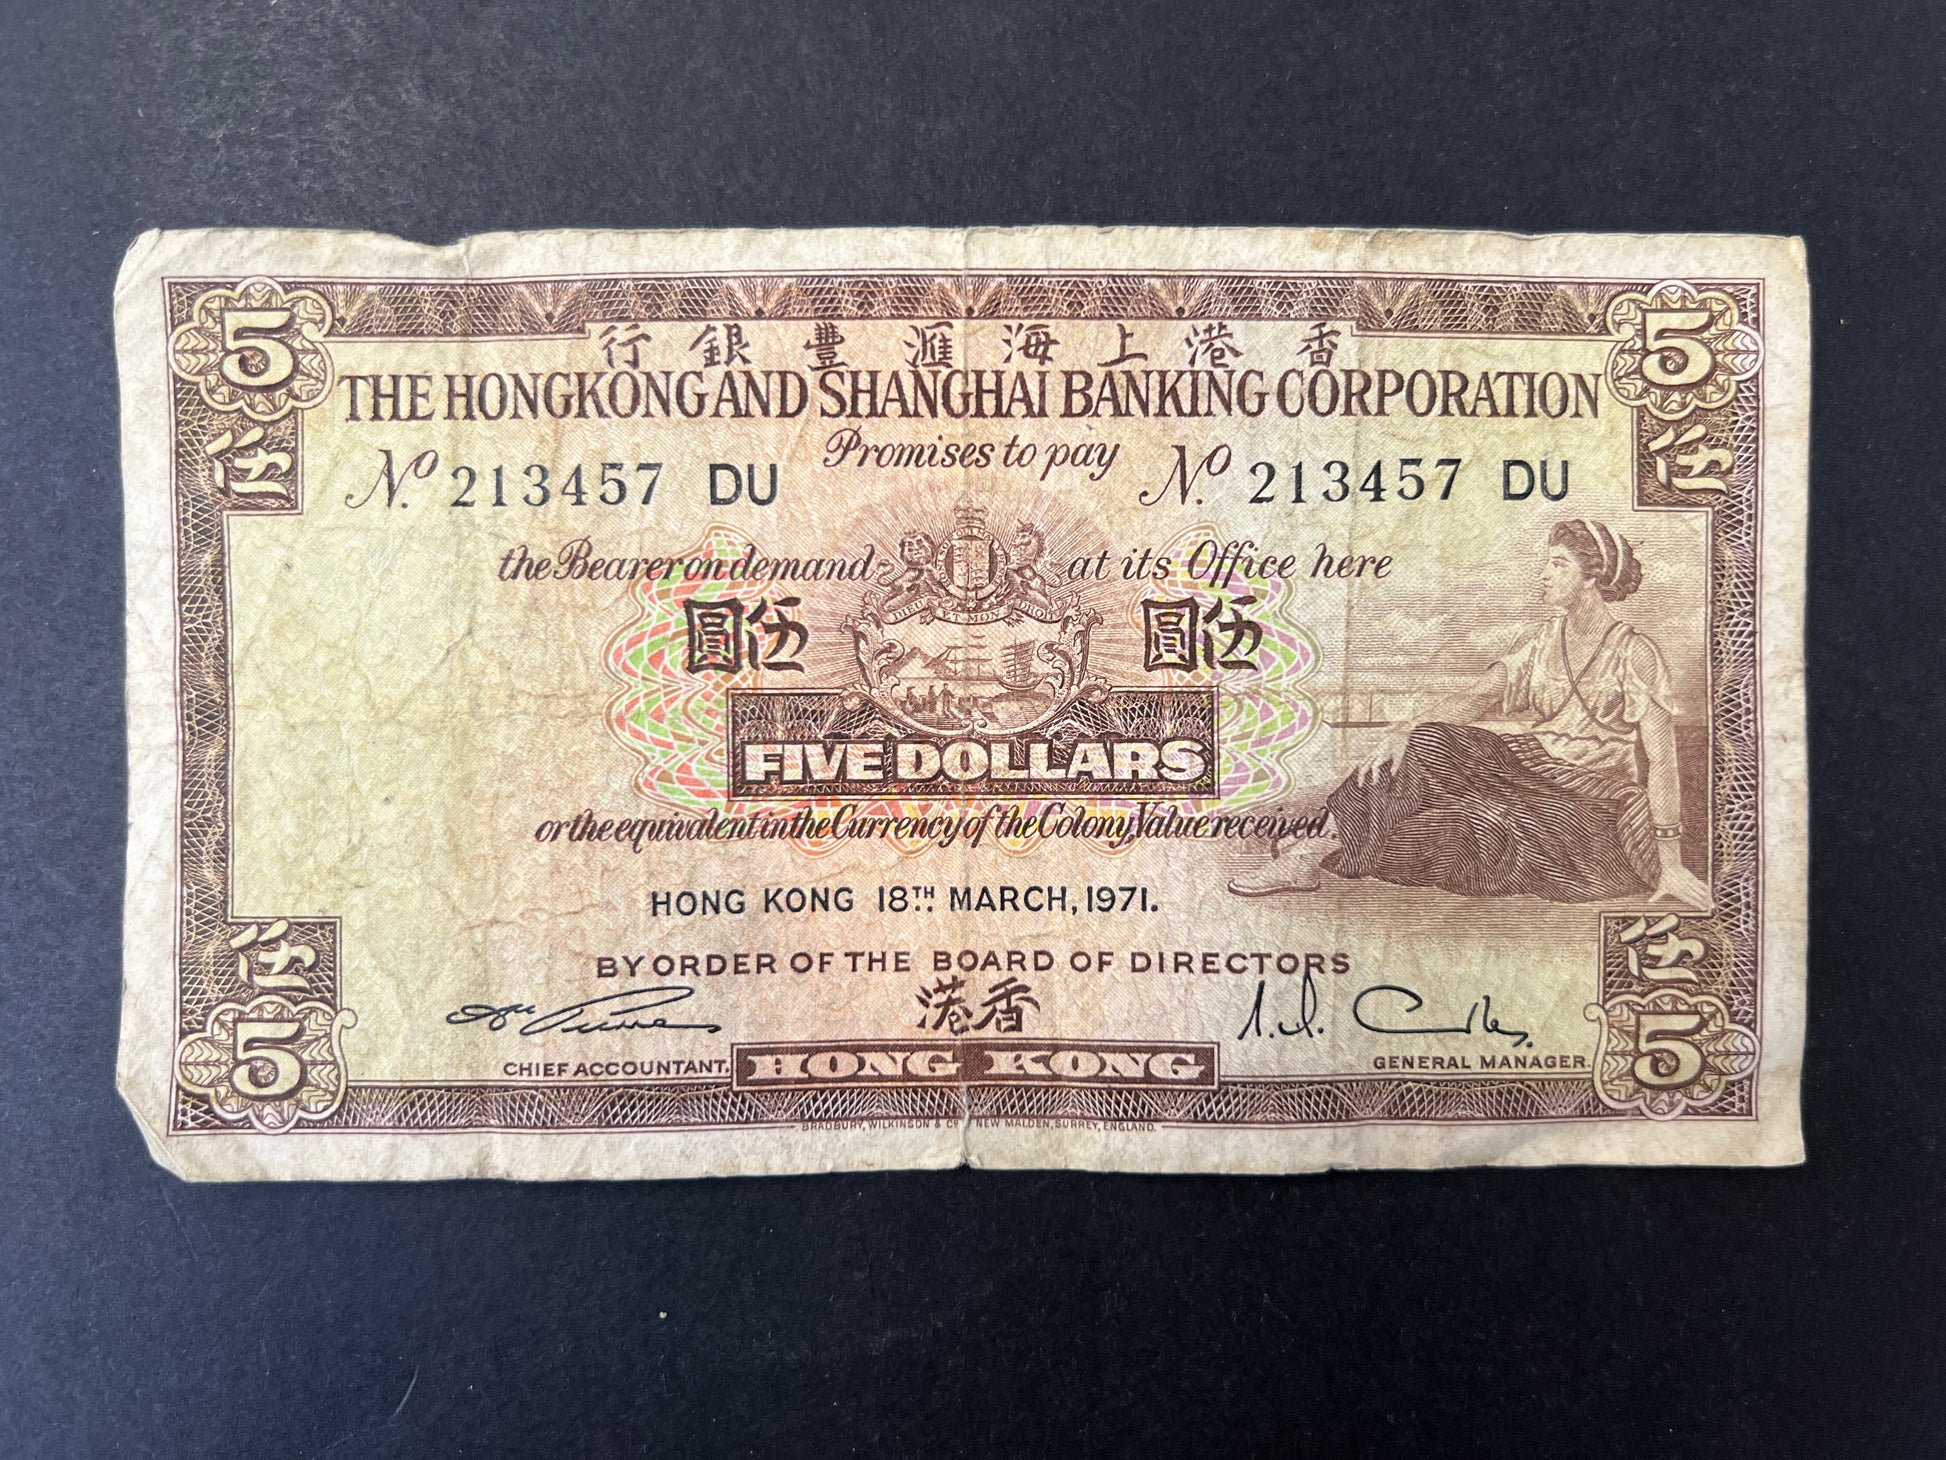 5 5
行銀豐滙海上港香
THE HONGKONG AND SHANGHAI BANKING CORPORATION
伍 伍
Promises to pay
Nº 213457 DU Nº 213457 DU
the Bearer on demand at its Office here
DIEU ET MON DROIT
圓伍 圓伍
FIVE DOLLARS
or the equivalent in the Currency of the Colony, Value received.
HONG KONG 18TH MARCH, 1971.
BY ORDER OF THE BOARD OF DIRECTORS
伍 伍
港香
5 5
CHIEF ACCOUNTANT. HONG KONG GENERAL MANAGER
BRADBURY, WILKINSON & Cº NEW MALDEN, SURREY, ENGLAND.